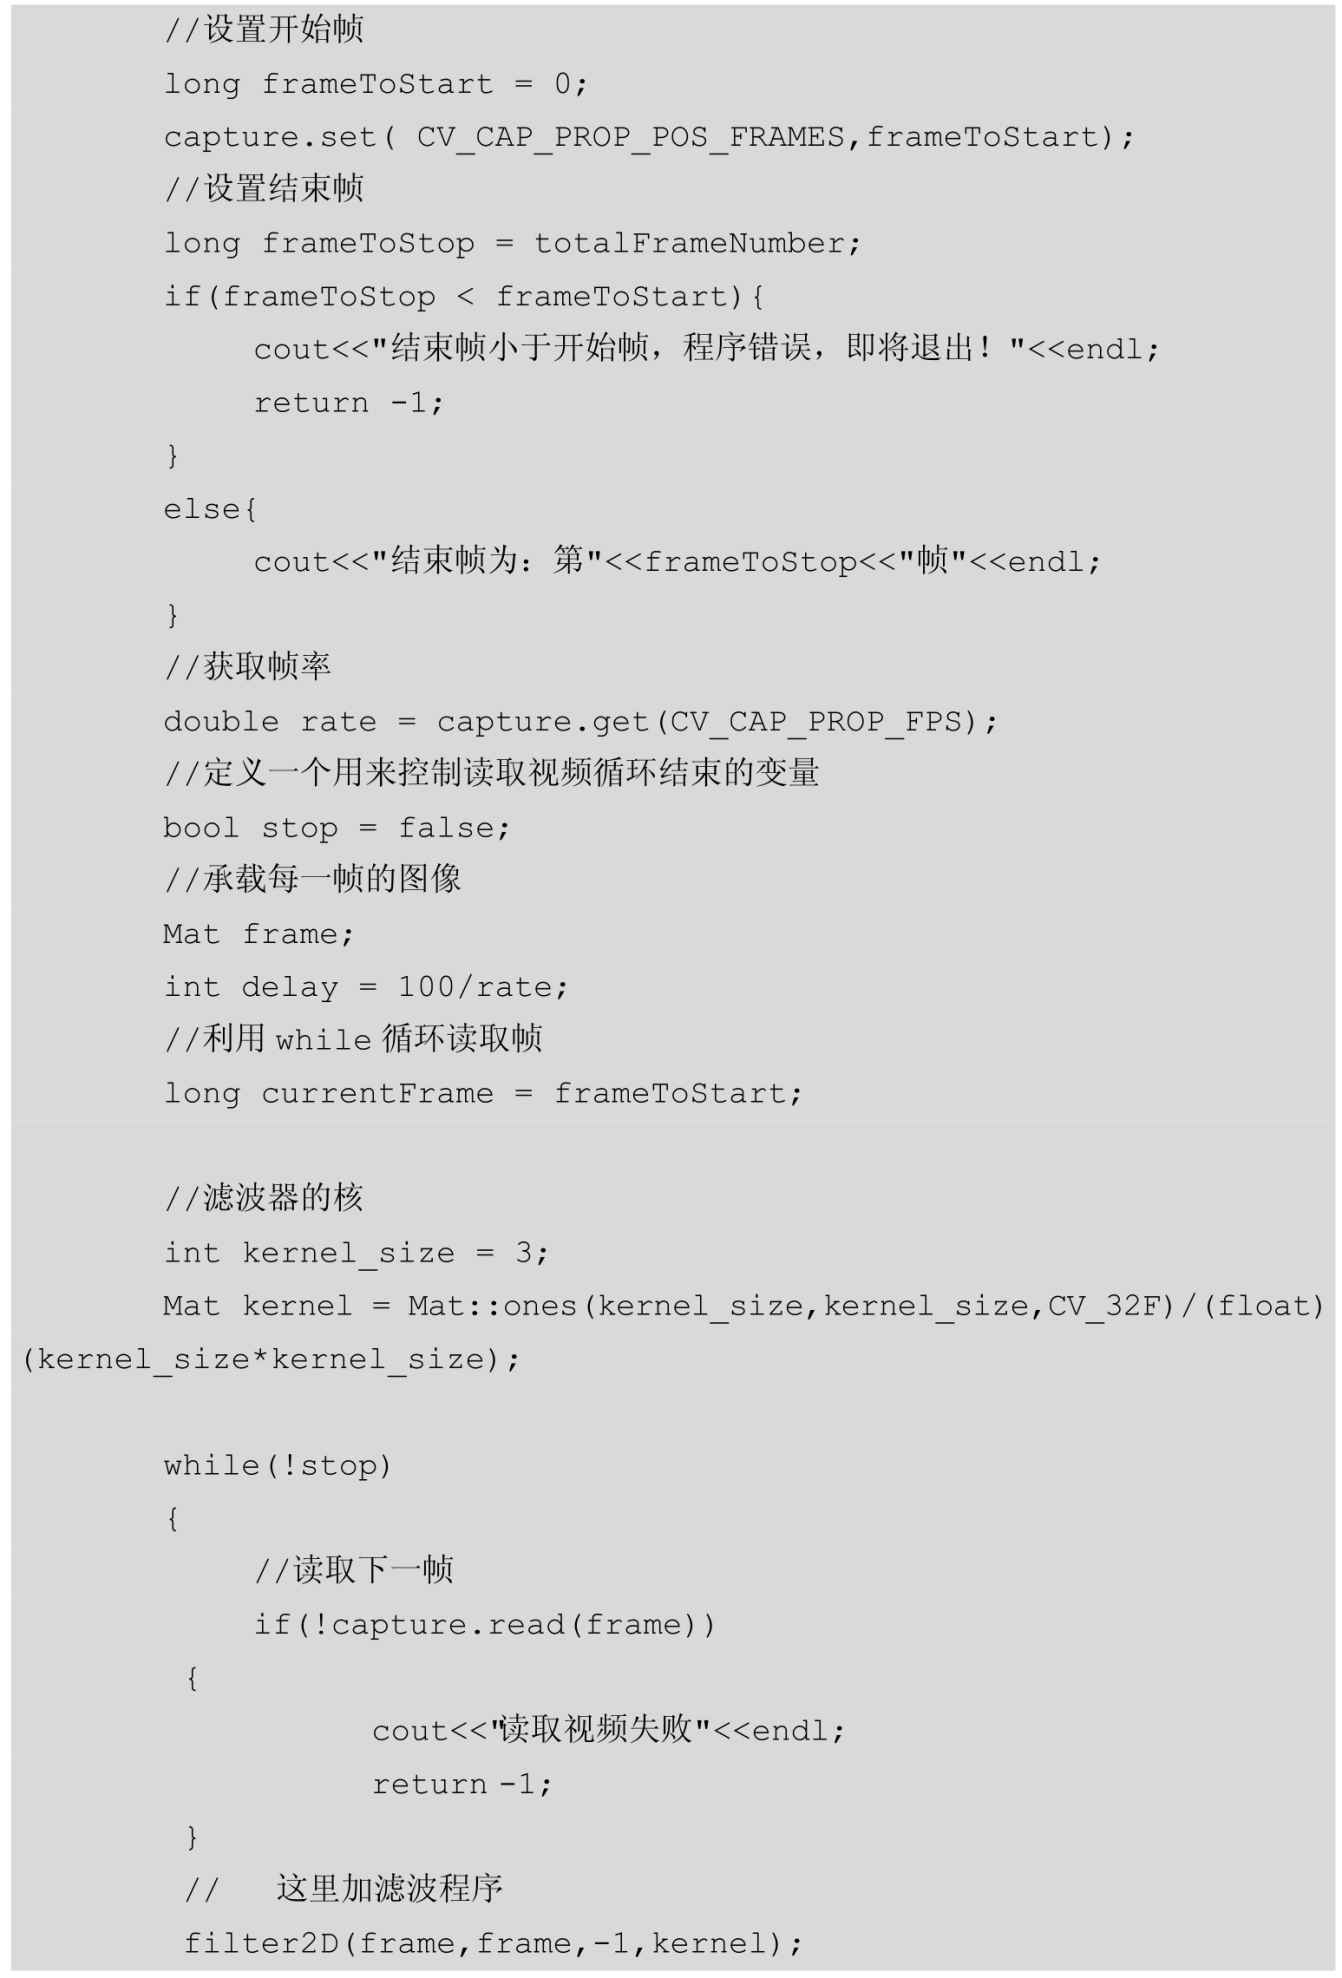 //设置开始帧
long frameToStart = 0;
capture.set( CV_CAP_PROP_POS_FRAMES,frameToStart);
//设置结束帧
long frameToStop = totalFrameNumber;
if(frameToStop < frameToStart){
cout<<"结束帧小于开始帧，程序错误，即将退出！"<<endl;
return -1;
}
else{
cout<<"结束帧为：第"<<frameToStop<<"帧"<<endl;
}
//获取帧率
double rate = capture.get(CV_CAP_PROP_FPS);
//定义一个用来控制读取视频循环结束的变量
bool stop = false;
//承载每一帧的图像
Mat frame;
int delay = 100/rate;
//利用 while 循环读取帧
long currentFrame = frameToStart;
//滤波器的核
int kernel_size = 3;
Mat kernel = Mat::ones(kernel_size,kernel_size,CV_32F)/(float)
(kernel_size*kernel_size);
while(!stop)
{
//读取下一帧
if(!capture.read(frame))
{
cout<<"读取视频失败"<<endl;
return -1;
}
// 这里加滤波程序
filter2D(frame,frame,-1,kernel);